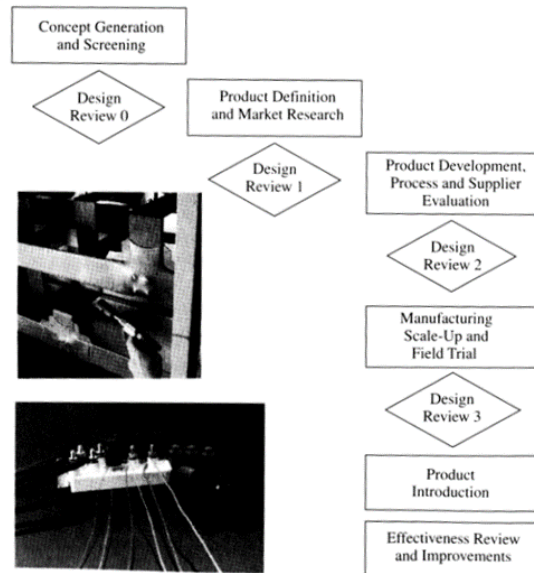 Concept Generation
and Screening
Design
Review 0
Product Definition
and Market Research
Design
Review 1
Product Development,
Process and Supplier
Evaluation
Design
Review 2
Manufacturing
Scale-Up and
Field Trial
Design
Review 3
Product
Introduction
Effectiveness Review
and Improvements